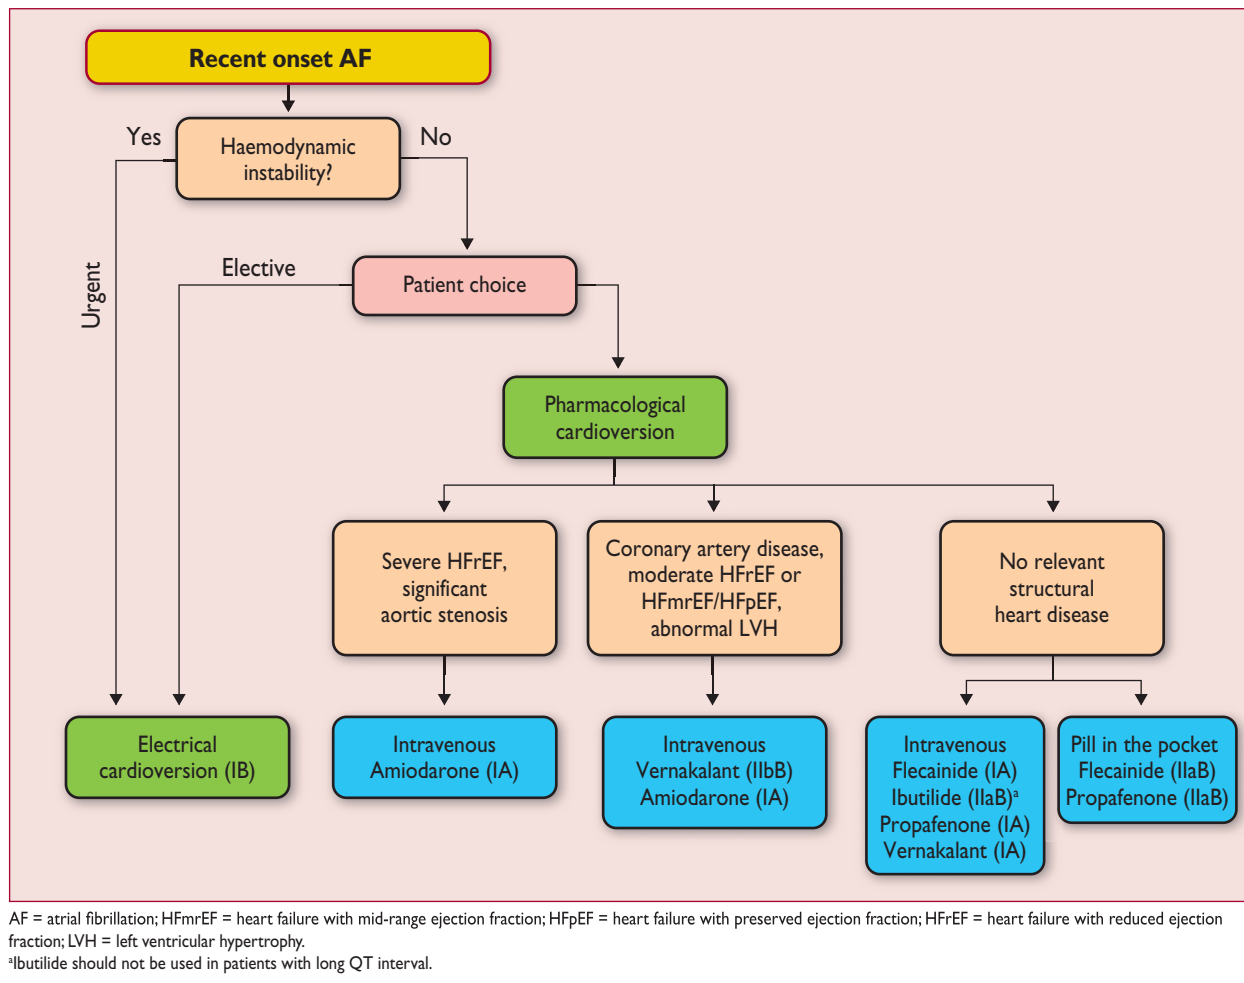 Recent onset AF
Yes
No
Haemodynamic
instability?
Urgent
Elective
Patient choice
Pharmacological
cardioversion
Severe HFrEF,
significant
aortic stenosis
Coronary artery disease,
moderate HFrEF or
HFmrEF/HFpEF,
abnormal LVH
No relevant
structural
heart disease
Electrical
cardioversion (IB)
Intravenous
Amiodarone (IA)
Intravenous
Vernakalant (IIbB)
Amiodarone (IA)
Intravenous
Flecainide (IA)
Ibutilide (IIaB)ᵃ
Propafenone (IA)
Vernakalant (IA)
Pill in the pocket
Flecainide (IIaB)
Propafenone (IIaB)
AF = atrial fibrillation; HFmrEF = heart failure with mid-range ejection fraction; HFpEF = heart failure with preserved ejection fraction; HFrEF = heart failure with reduced ejection
fraction; LVH = left ventricular hypertrophy.
ᵃIbutilide should not be used in patients with long QT interval.